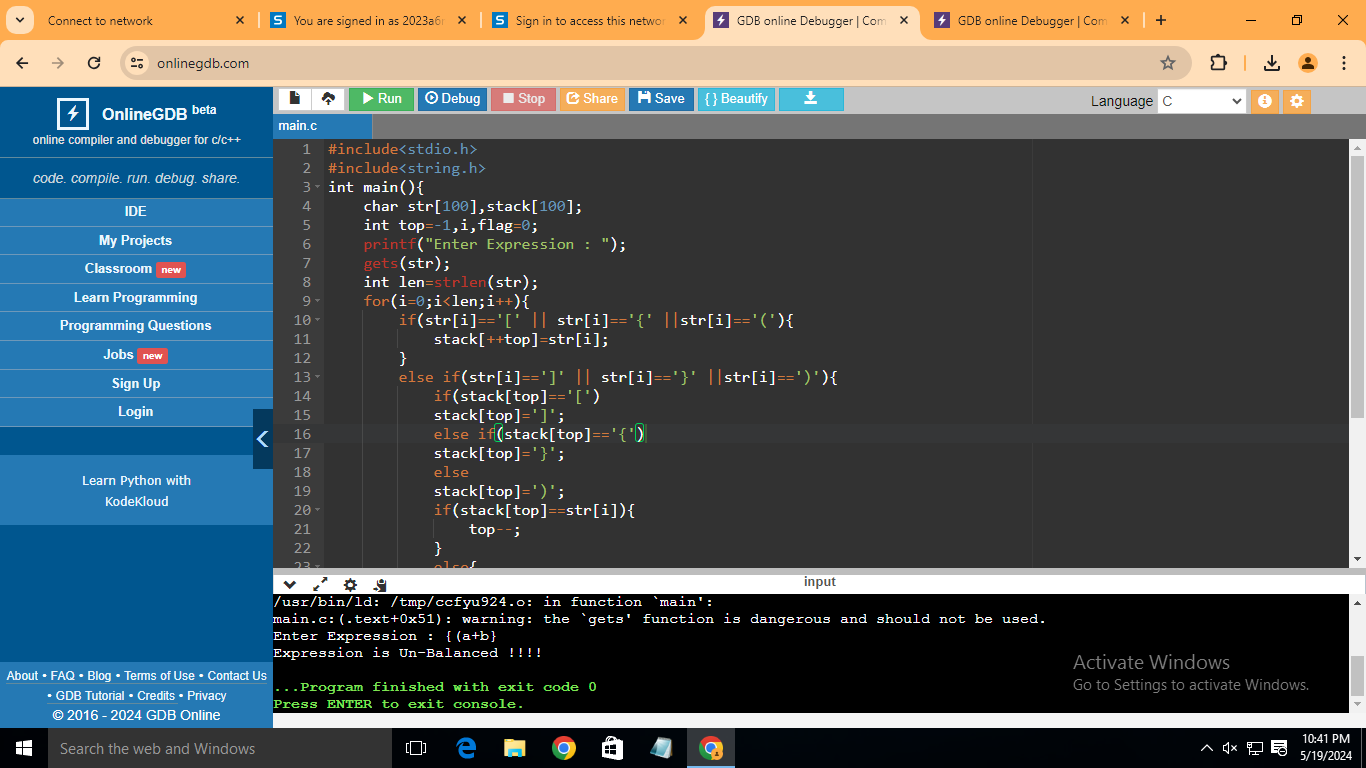 Connect to network
You are signed in as 2023a6r
Sign in to access this networ
GDB online Debugger | Com
GDB online Debugger | Com
onlinegdb.com
OnlineGDB beta
online compiler and debugger for c/c++
code. compile. run. debug. share.
IDE
My Projects
Classroom new
Learn Programming
Programming Questions
Jobs new
Sign Up
Login
Learn Python with
KodeKloud
About • FAQ • Blog • Terms of Use • Contact Us
• GDB Tutorial • Credits • Privacy
© 2016 - 2024 GDB Online
Run Debug Stop Share Save { } Beautify
Language C
main.c
1 #include<stdio.h>
2 #include<string.h>
3 int main(){
4 char str[100],stack[100];
5 int top=-1,i,flag=0;
6 printf("Enter Expression : ");
7 gets(str);
8 int len=strlen(str);
9 for(i=0;i<len;i++){
10 if(str[i]=='[' || str[i]=='{' ||str[i]=='('){
11 stack[++top]=str[i];
12 }
13 else if(str[i]==']' || str[i]=='}' ||str[i]==')'){
14 if(stack[top]=='[')
15 stack[top]=']';
16 else if(stack[top]=='{')
17 stack[top]='}';
18 else
19 stack[top]=')';
20 if(stack[top]==str[i]){
21 top--;
22 }
23 else{
input
/usr/bin/ld: /tmp/ccfyu924.o: in function `main':
main.c:(.text+0x51): warning: the `gets' function is dangerous and should not be used.
Enter Expression : {(a+b}
Expression is Un-Balanced !!!!
...Program finished with exit code 0
Press ENTER to exit console.
Activate Windows
Go to Settings to activate Windows.
Search the web and Windows
10:41 PM
5/19/2024